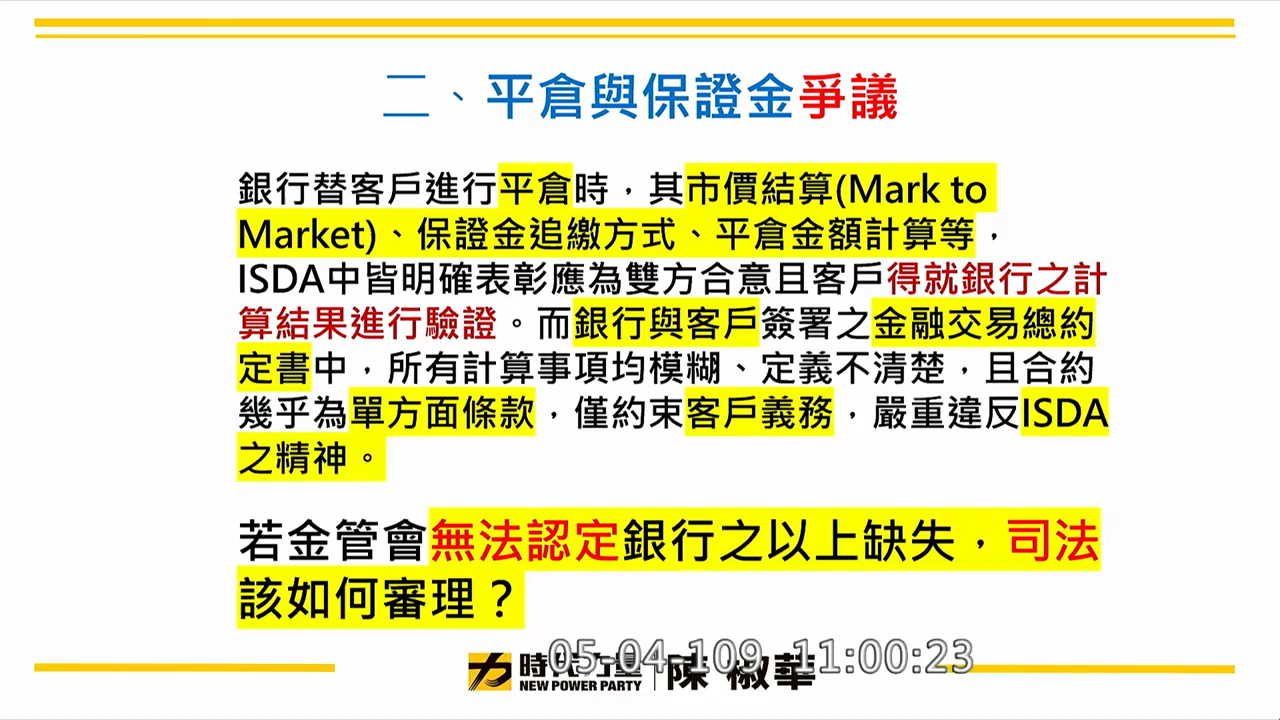 二、平倉與保證金爭議
銀行替客戶進行平倉時，其市價結算(Mark to
Market)、保證金追繳方式、平倉金額計算等，
ISDA中皆明確表彰應為雙方合意且客戶得就銀行之計
算結果進行驗證。而銀行與客戶簽署之金融交易總約
定書中，所有計算事項均模糊、定義不清楚，且合約
幾乎為單方面條款，僅約束客戶義務，嚴重違反ISDA
之精神。
若金管會無法認定銀行之以上缺失，司法
該如何審理？
05-04-109 11:00:23
時代力量
NEW POWER PARTY
陳 椒華